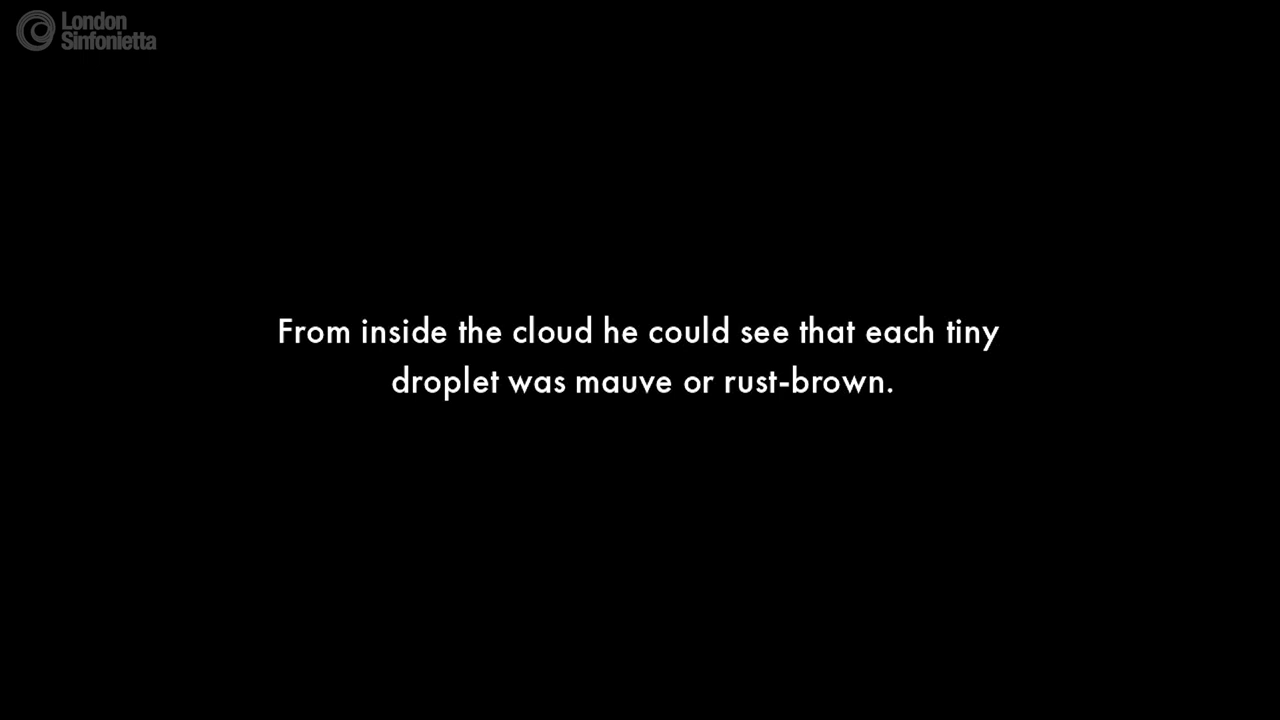 London
Sinfonietta
From inside the cloud he could see that each tiny
droplet was mauve or rust-brown.